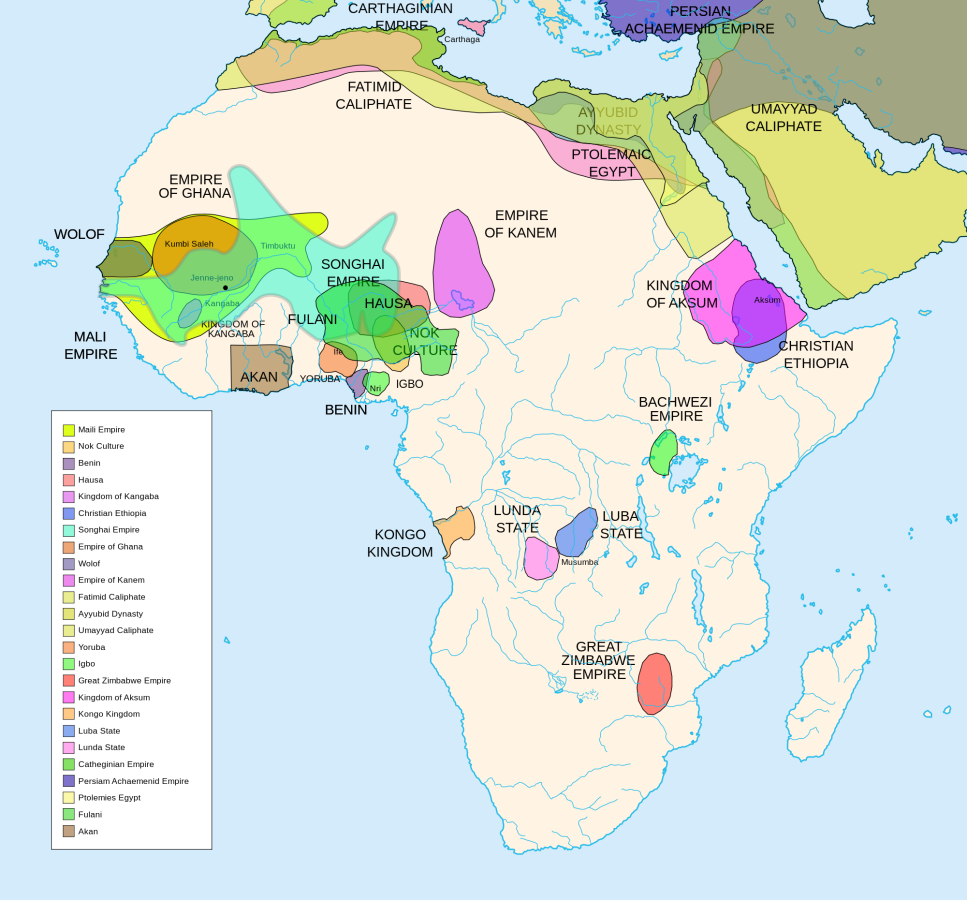 CARTHAGINIAN
EMPIRE
Carthaga
PERSIAN
ACHAEMENID EMPIRE
FATIMID
CALIPHATE
AYYUBID
DYNASTY
UMAYYAD
CALIPHATE
PTOLEMAIC
EGYPT
EMPIRE
OF GHANA
WOLOF
Kumbi Saleh
Timbuktu
EMPIRE
OF KANEM
SONGHAI
EMPIRE
Jenne-jeno
Kangaba
HAUSA
KINGDOM
OF AKSUM
Aksum
FULANI
KINGDOM OF
KANGABA
MALI
EMPIRE
NOK
CULTURE
CHRISTIAN
ETHIOPIA
Ife
AKAN
YORUBA
Nri
IGBO
BENIN
BACHWEZI
EMPIRE
LUNDA
STATE
LUBA
STATE
KONGO
KINGDOM
Musumba
GREAT
ZIMBABWE
EMPIRE
Maili Empire
Nok Culture
Benin
Hausa
Kingdom of Kangaba
Christian Ethiopia
Songhai Empire
Empire of Ghana
Wolof
Empire of Kanem
Fatimid Caliphate
Ayyubid Dynasty
Umayyad Caliphate
Yoruba
Igbo
Great Zimbabwe Empire
Kingdom of Aksum
Kongo Kingdom
Luba State
Lunda State
Catheginian Empire
Persiam Achaemenid Empire
Ptolemies Egypt
Fulani
Akan